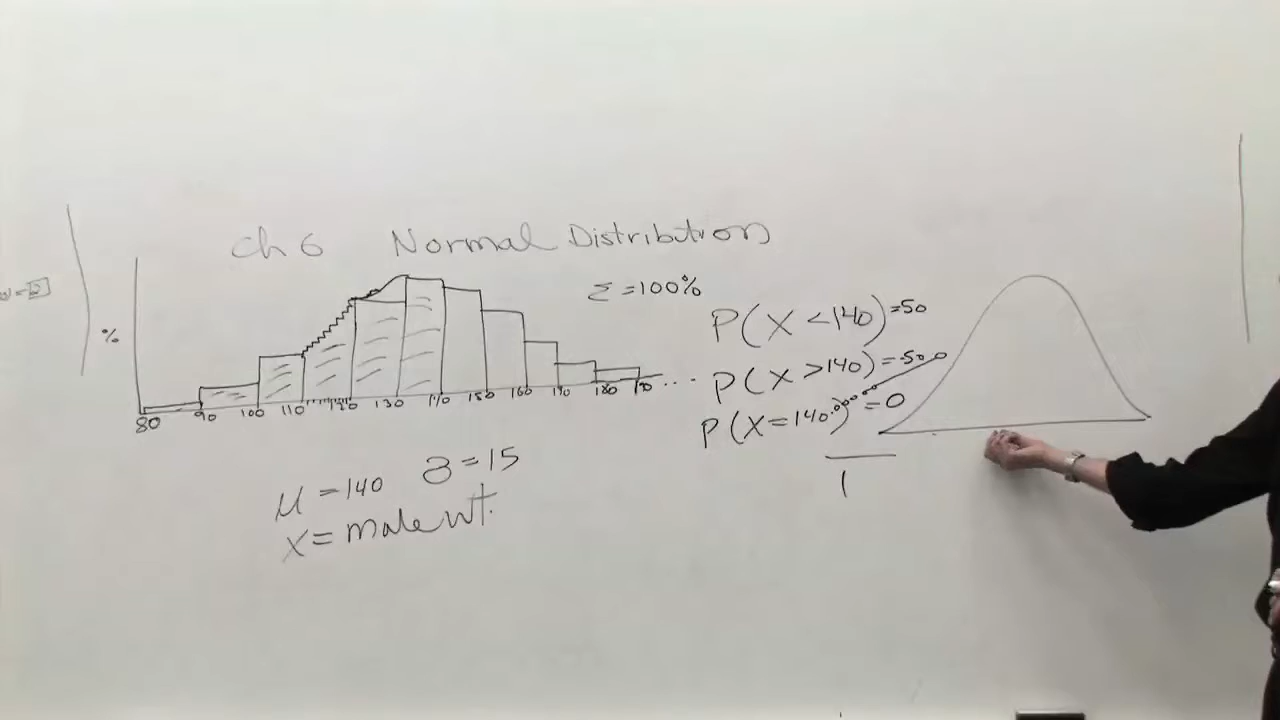 Ch 6 Normal Distribution
Σ = 100%
%
80 90 100 110 120 130 140 150 160 170 180 190 ...
P(X < 140) = 50
P(X > 140) = .50
P(X = 140.0000
) = 0
1
μ = 140 σ = 15
X = male wt.